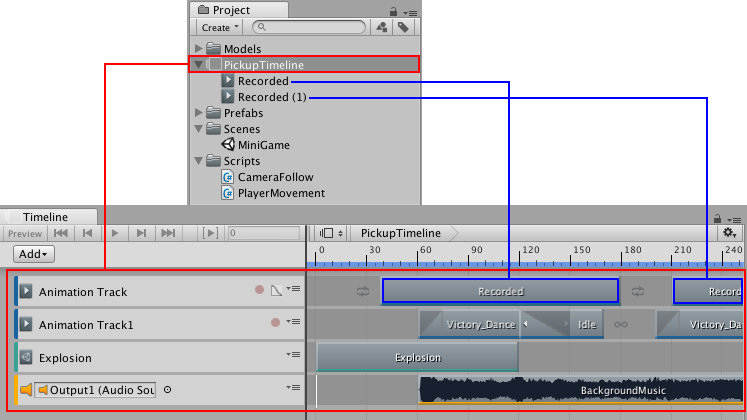 Project
Create
Models
PickupTimeline
Recorded
Recorded (1)
Prefabs
Scenes
MiniGame
Scripts
CameraFollow
PlayerMovement
Timeline
Preview
0
PickupTimeline
Add
0 30 60 90 120 150 180 210 240
Animation Track
Recorded
Record
Animation Track1
Victory_Dance
Idle
Victory_Da
Explosion
Explosion
Output1 (Audio Sou
BackgroundMusic